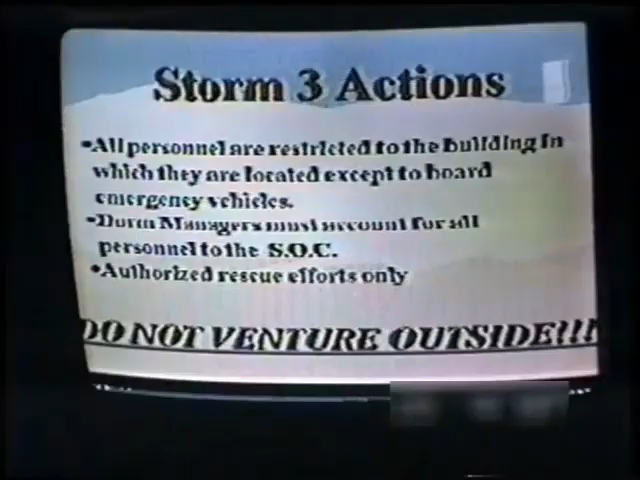 Storm 3 Actions
•All personnel are restricted to the building in
which they are located except to board
emergency vehicles.
•Dorm Managers must account for all
personnel to the S.O.C.
•Authorized rescue efforts only
DO NOT VENTURE OUTSIDE!!!